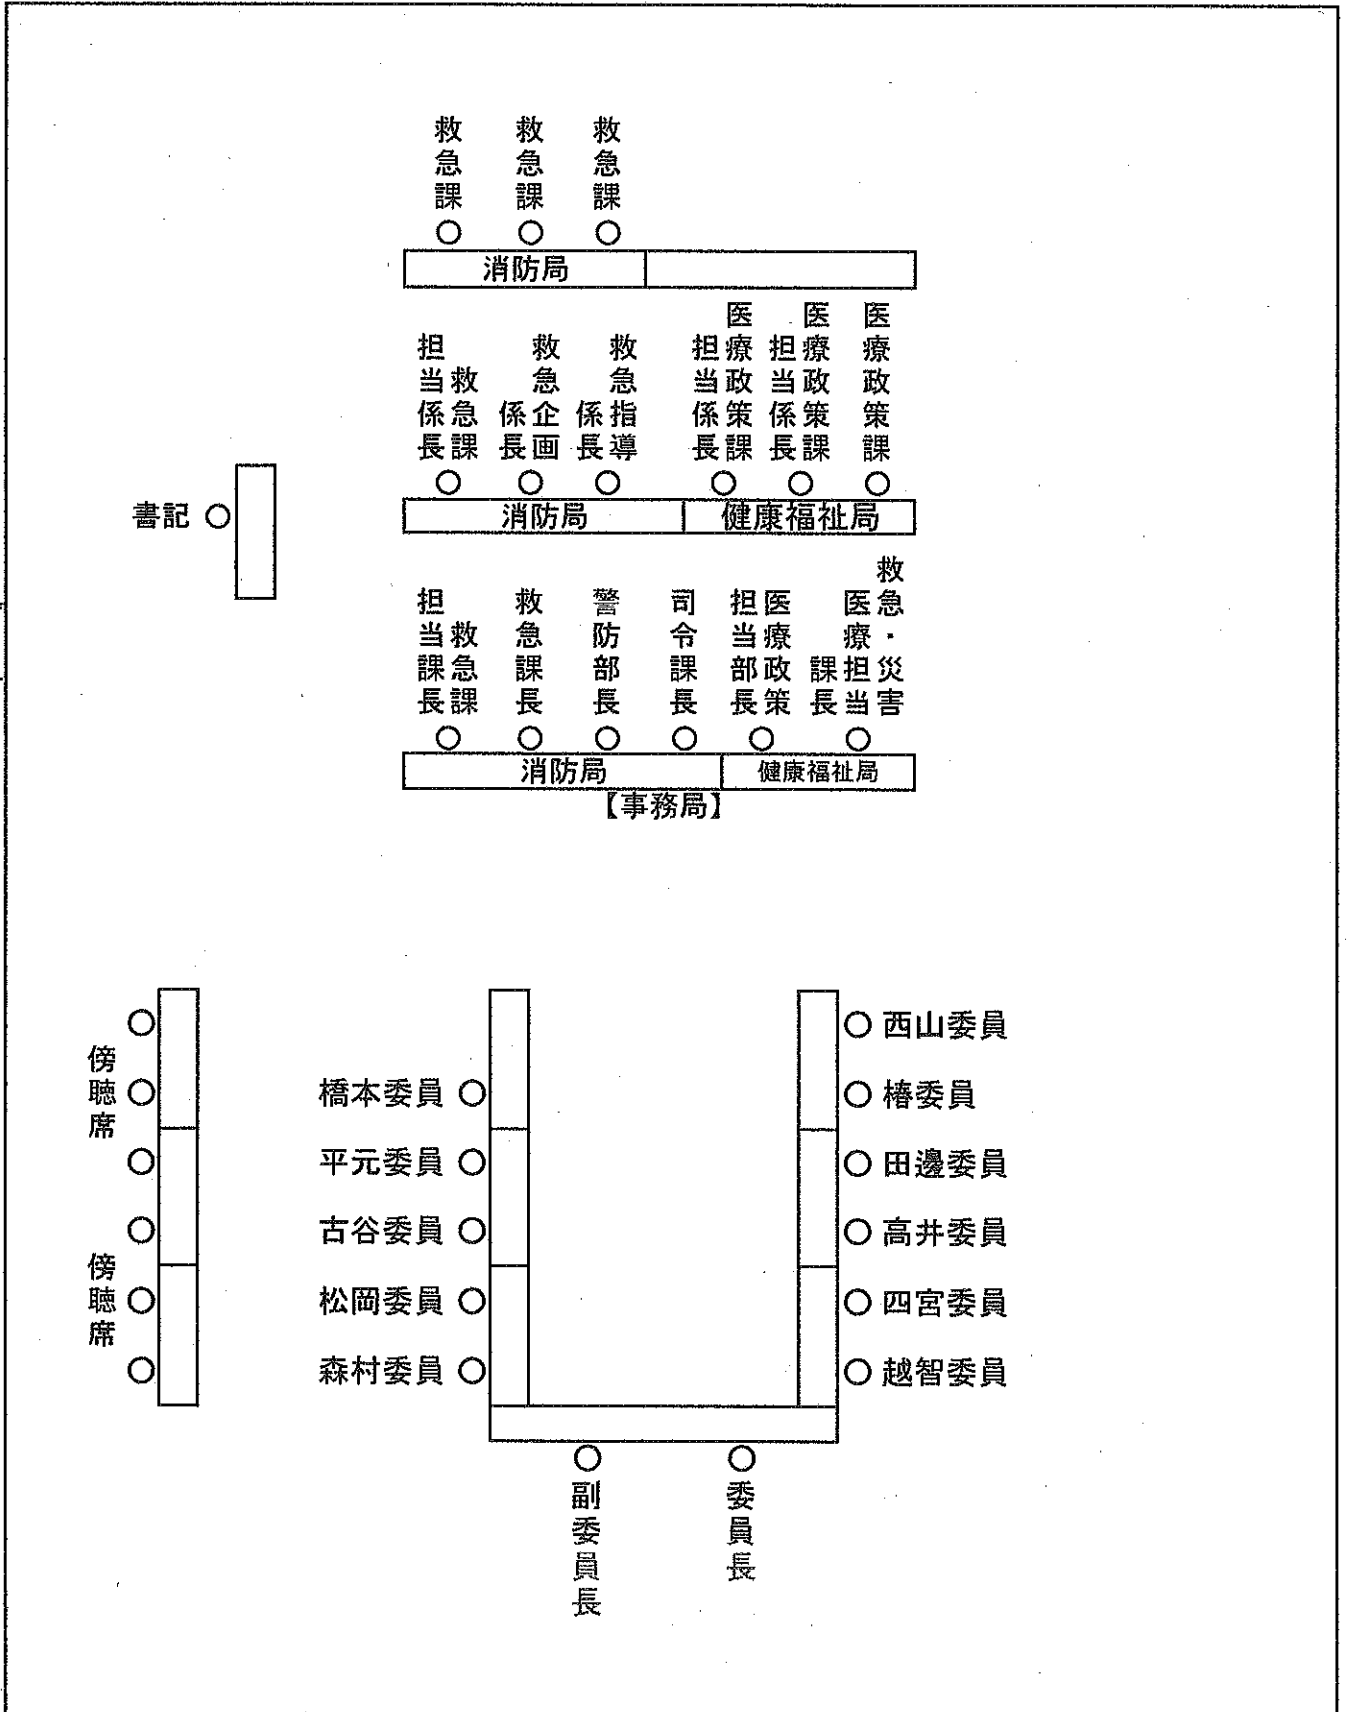 救急課
救急課
救急課
消防局
救急課
担当係長
救急企画
係長
救急指導
係長
医療政策課
担当係長
医療政策課
担当係長
医療政策課
書記
消防局
健康福祉局
救急課
担当課長
救急課長
警防部長
司令課長
医療政策
担当部長
救急・災害
医療担当
課長
消防局
健康福祉局
【事務局】
傍聴席
傍聴席
橋本委員
平元委員
古谷委員
松岡委員
森村委員
西山委員
椿委員
田邊委員
高井委員
四宮委員
越智委員
副委員長
委員長